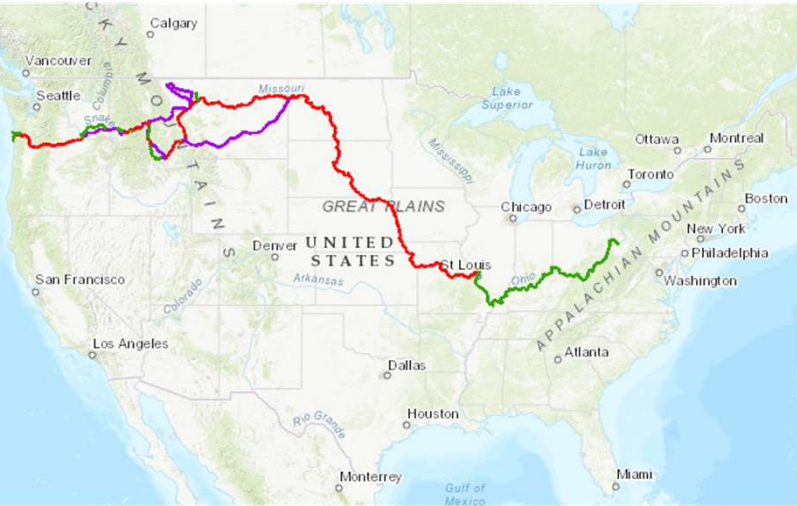 Calgary
Vancouver
Seattle
Columbia
Snake
ROCKY MOUNTAINS
Missouri
Lake
Superior
Mississippi
Lake
Huron
Ottawa
Montreal
Toronto
Boston
Chicago
Detroit
New York
Philadelphia
Washington
GREAT PLAINS
UNITED
STATES
Denver
St Louis
Ohio
APPALACHIAN MOUNTAINS
Arkansas
Colorado
San Francisco
Los Angeles
Atlanta
Dallas
Houston
Rio Grande
Monterrey
Miami
Gulf of
Mexico